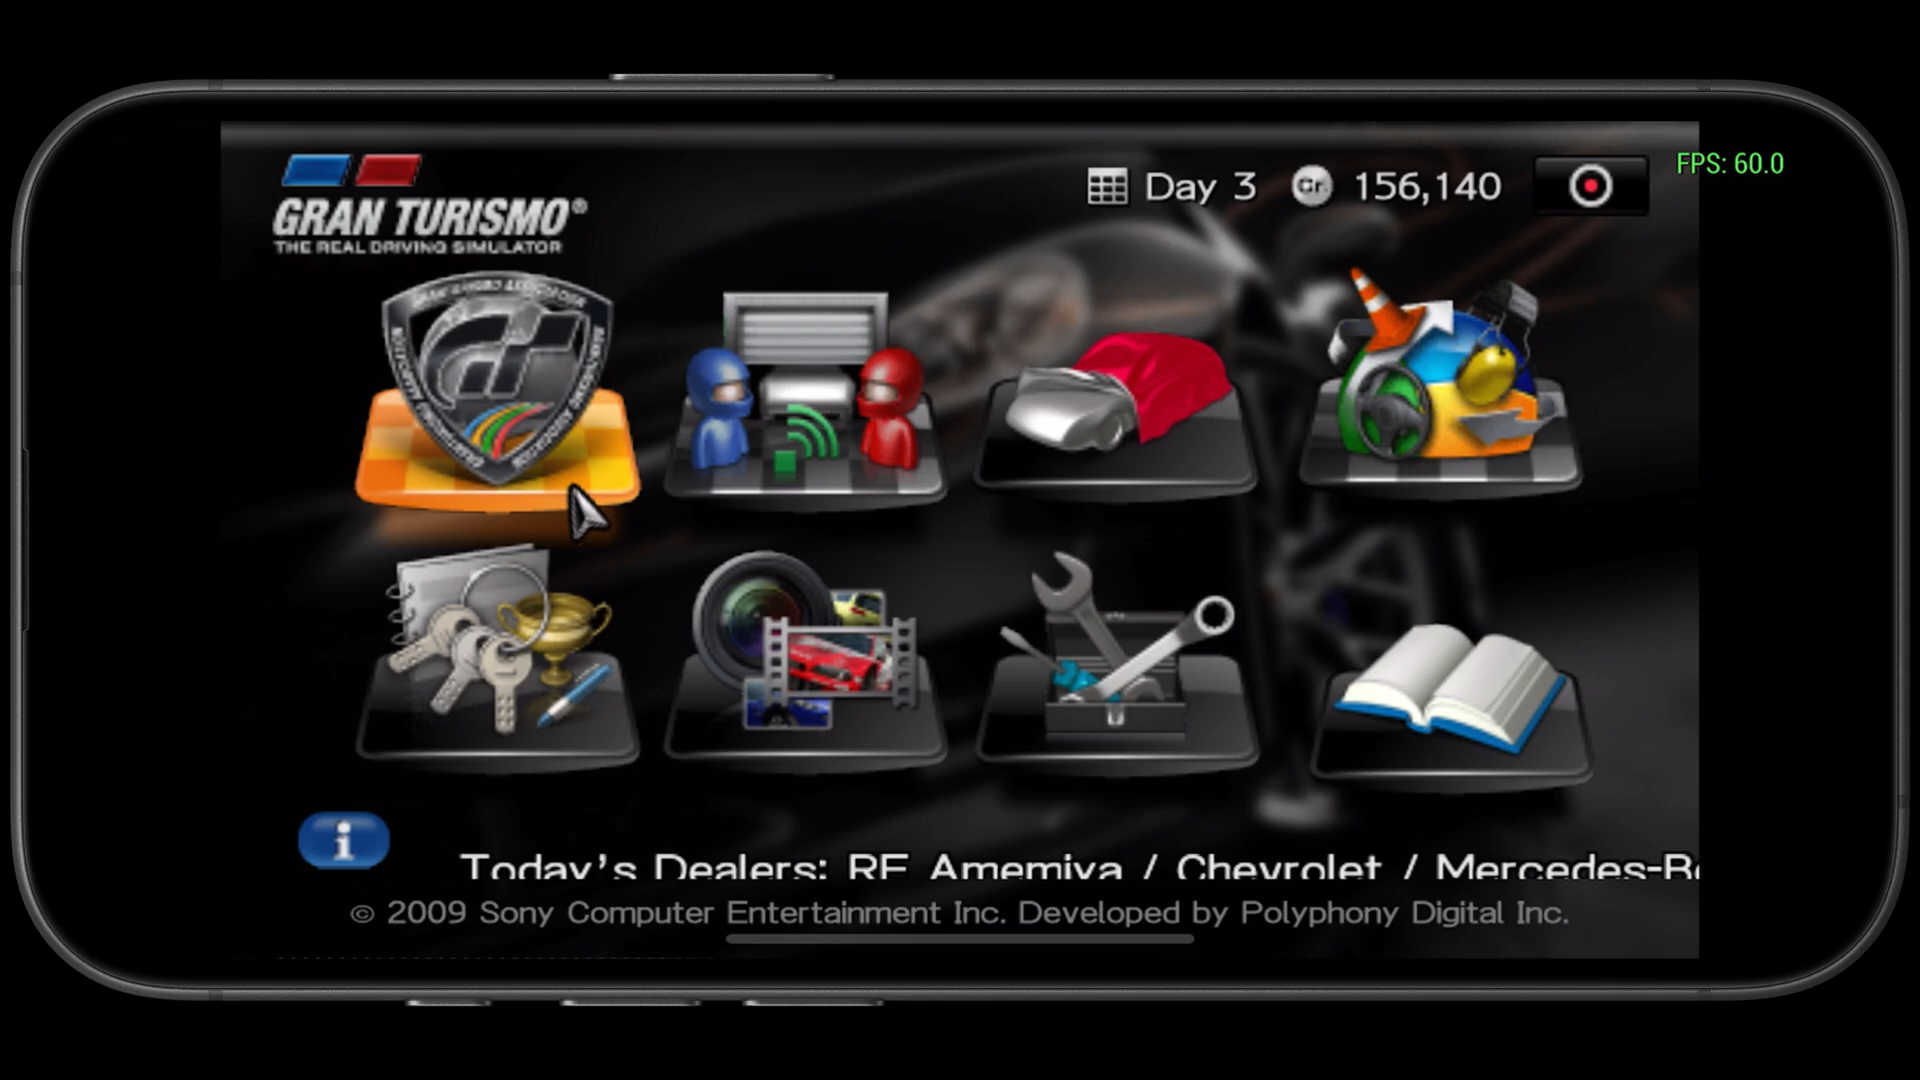 GRAN TURISMO®
THE REAL DRIVING SIMULATOR
Day 3
Cr. 156,140
FPS: 60.0
i
Today's Dealers: RE Amemiya / Chevrolet / Mercedes-Be
© 2009 Sony Computer Entertainment Inc. Developed by Polyphony Digital Inc.